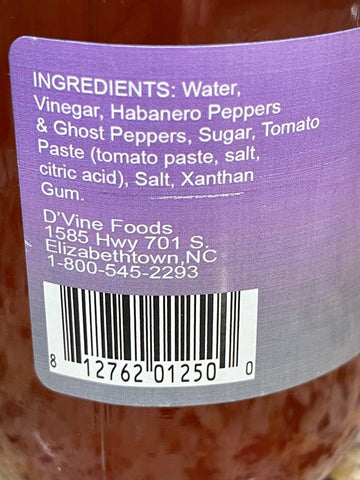 INGREDIENTS: Water,
Vinegar, Habanero Peppers
& Ghost Peppers, Sugar, Tomato
Paste (tomato paste, salt,
citric acid), Salt, Xanthan
Gum.
D'Vine Foods
1585 Hwy 701 S.
Elizabethtown,NC
1-800-545-2293
8 12762 01250 0